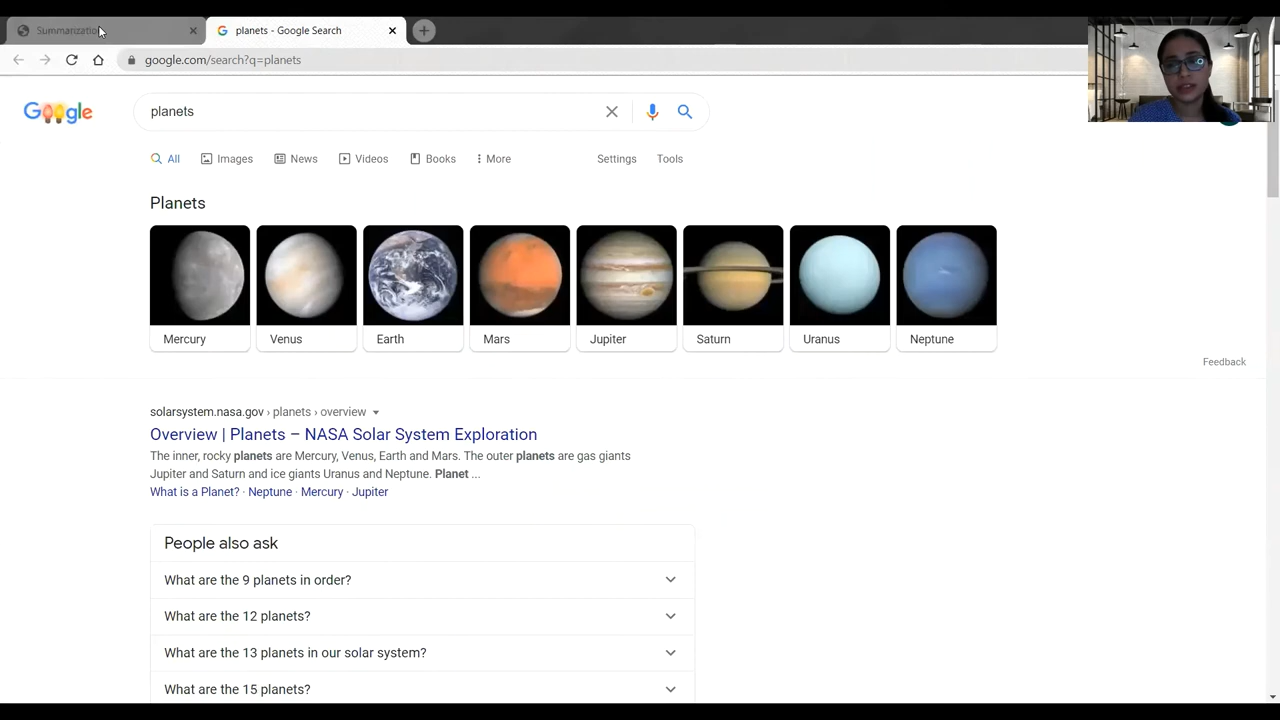 Summarization
planets - Google Search
google.com/search?q=planets
Google
planets
All Images News Videos Books More Settings Tools
Planets
Mercury Venus Earth Mars Jupiter Saturn Uranus Neptune
Feedback
solarsystem.nasa.gov › planets › overview
Overview | Planets – NASA Solar System Exploration
The inner, rocky planets are Mercury, Venus, Earth and Mars. The outer planets are gas giants
Jupiter and Saturn and ice giants Uranus and Neptune. Planet ...
What is a Planet? · Neptune · Mercury · Jupiter
People also ask
What are the 9 planets in order?
What are the 12 planets?
What are the 13 planets in our solar system?
What are the 15 planets?